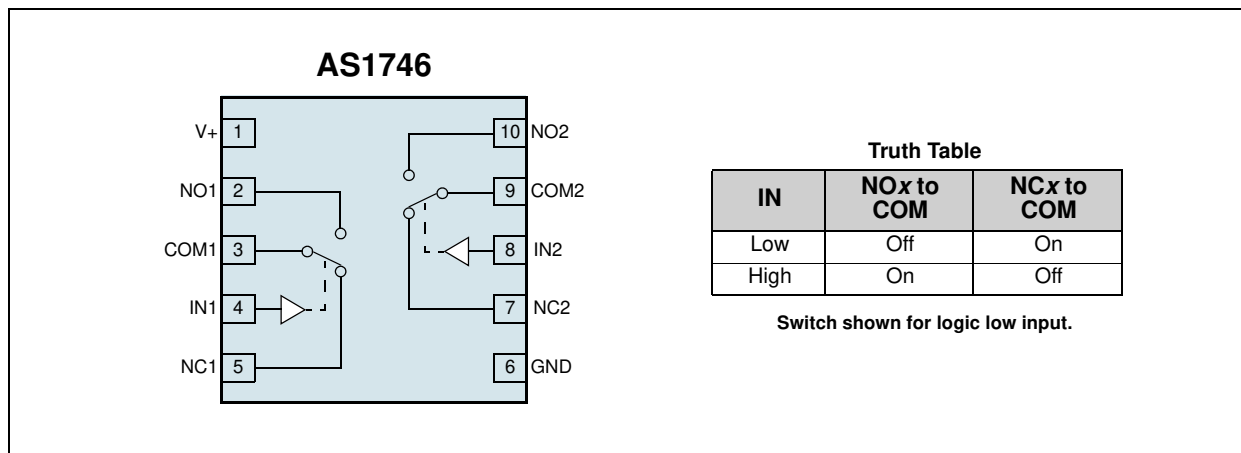 AS1746
V+ 1
NO1 2
COM1 3
IN1 4
NC1 5
10 NO2
9 COM2
8 IN2
7 NC2
6 GND
Truth Table
IN NOx to COM NCx to COM
Low Off On
High On Off
Switch shown for logic low input.